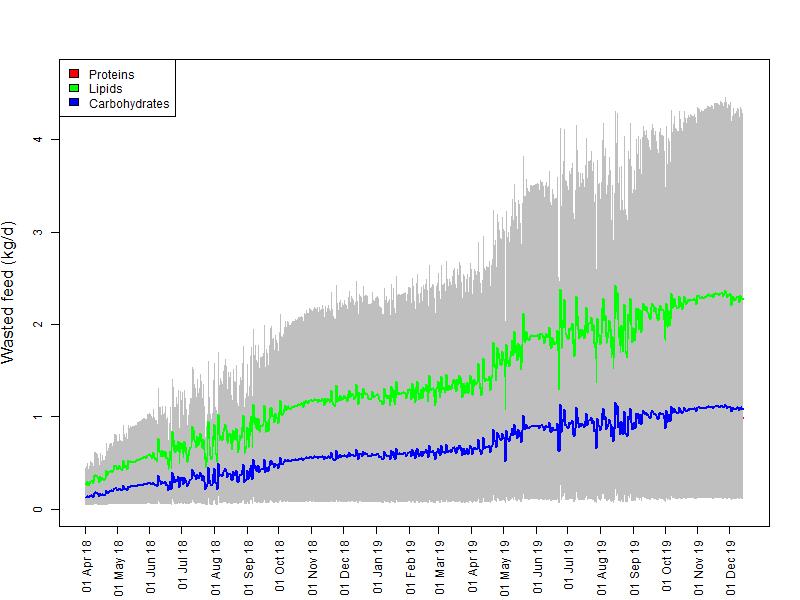 Proteins
Lipids
Carbohydrates
Wasted feed (kg/d)
4
3
2
1
0
01 Apr 18
01 May 18
01 Jun 18
01 Jul 18
01 Aug 18
01 Sep 18
01 Oct 18
01 Nov 18
01 Dec 18
01 Jan 19
01 Feb 19
01 Mar 19
01 Apr 19
01 May 19
01 Jun 19
01 Jul 19
01 Aug 19
01 Sep 19
01 Oct 19
01 Nov 19
01 Dec 19